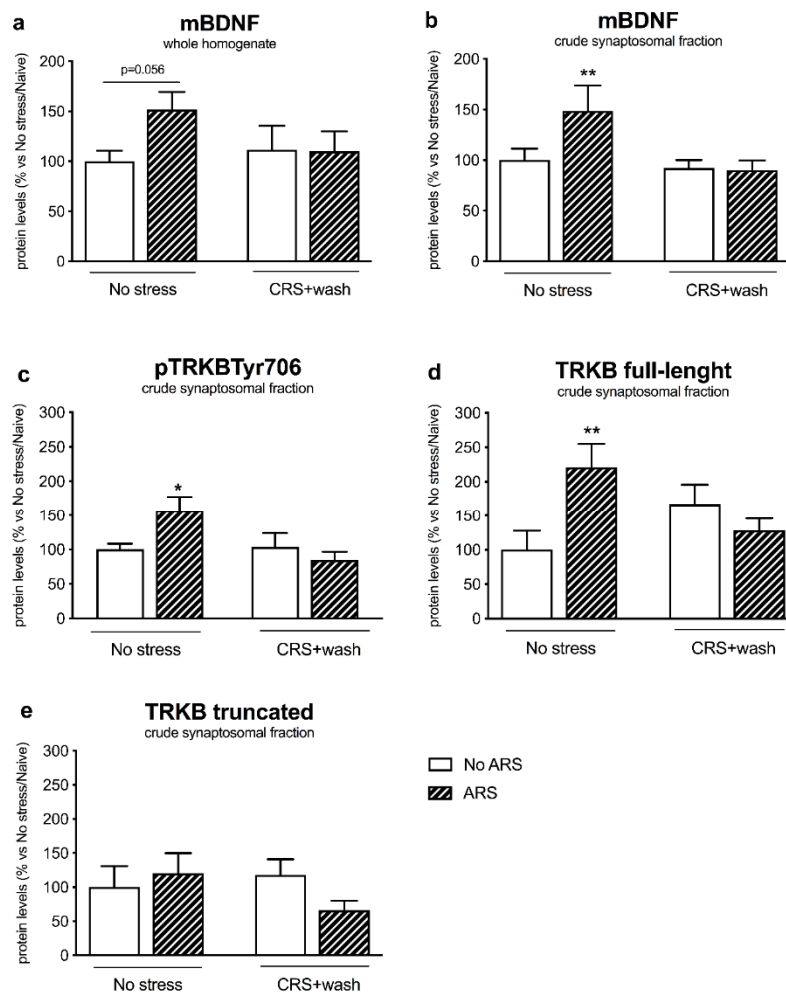 a
mBDNF
whole homogenate
protein levels (% vs No stress/Naive)
200
150
100
50
0
p=0.056
No stress
CRS+wash
b
mBDNF
crude synaptosomal fraction
protein levels (% vs No stress/Naive)
200
150
100
50
0
**
No stress
CRS+wash
c
pTRKBTyr706
crude synaptosomal fraction
protein levels (% vs No stress/Naive)
300
250
200
150
100
50
0
*
No stress
CRS+wash
d
TRKB full-lenght
crude synaptosomal fraction
protein levels (% vs No stress/Naive)
300
250
200
150
100
50
0
**
No stress
CRS+wash
e
TRKB truncated
crude synaptosomal fraction
protein levels (% vs No stress/Naive)
300
250
200
150
100
50
0
No stress
CRS+wash
No ARS
ARS